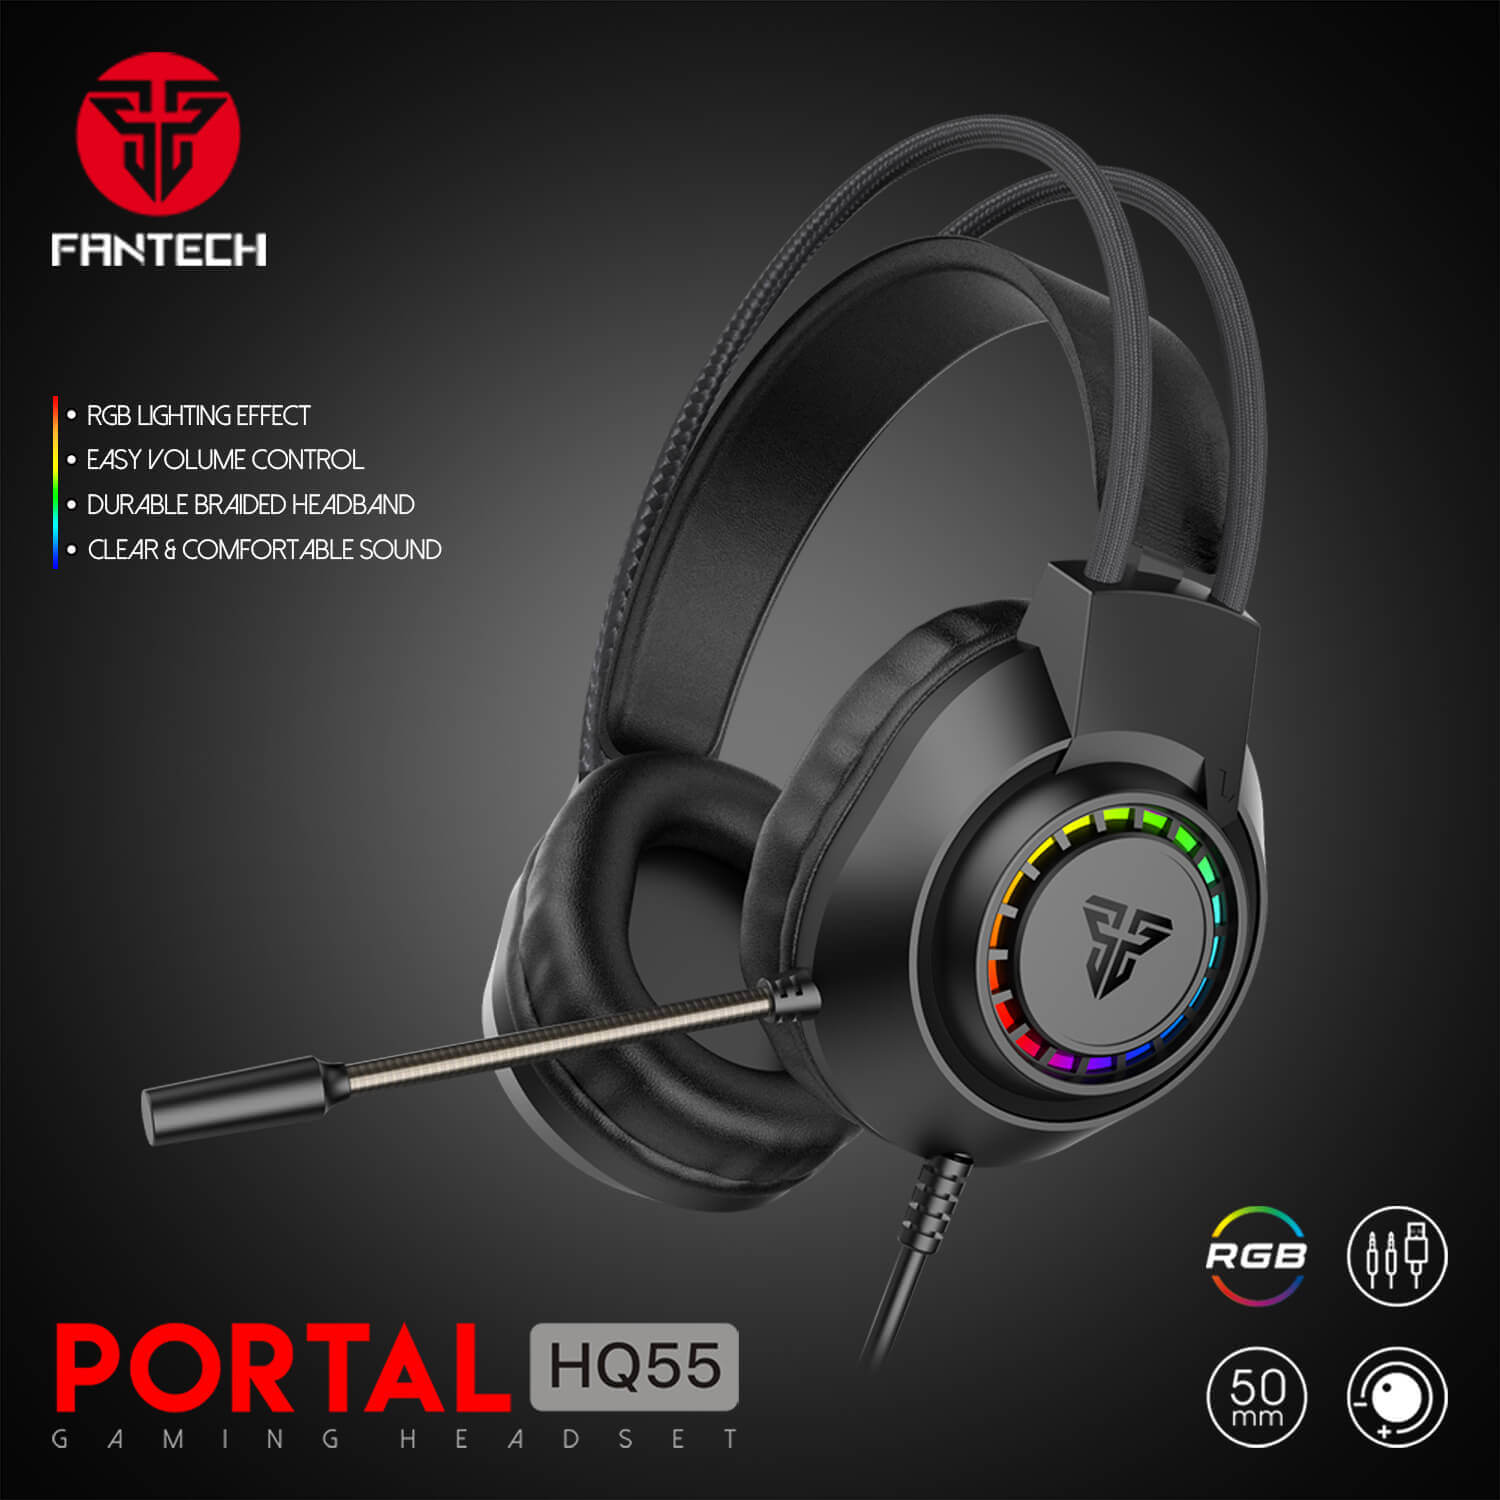 FANTECH
• RGB LIGHTING EFFECT
• EASY VOLUME CONTROL
• DURABLE BRAIDED HEADBAND
• CLEAR & COMFORTABLE SOUND
RGB
PORTAL HQ55
GAMING HEADSET
50
mm
- +